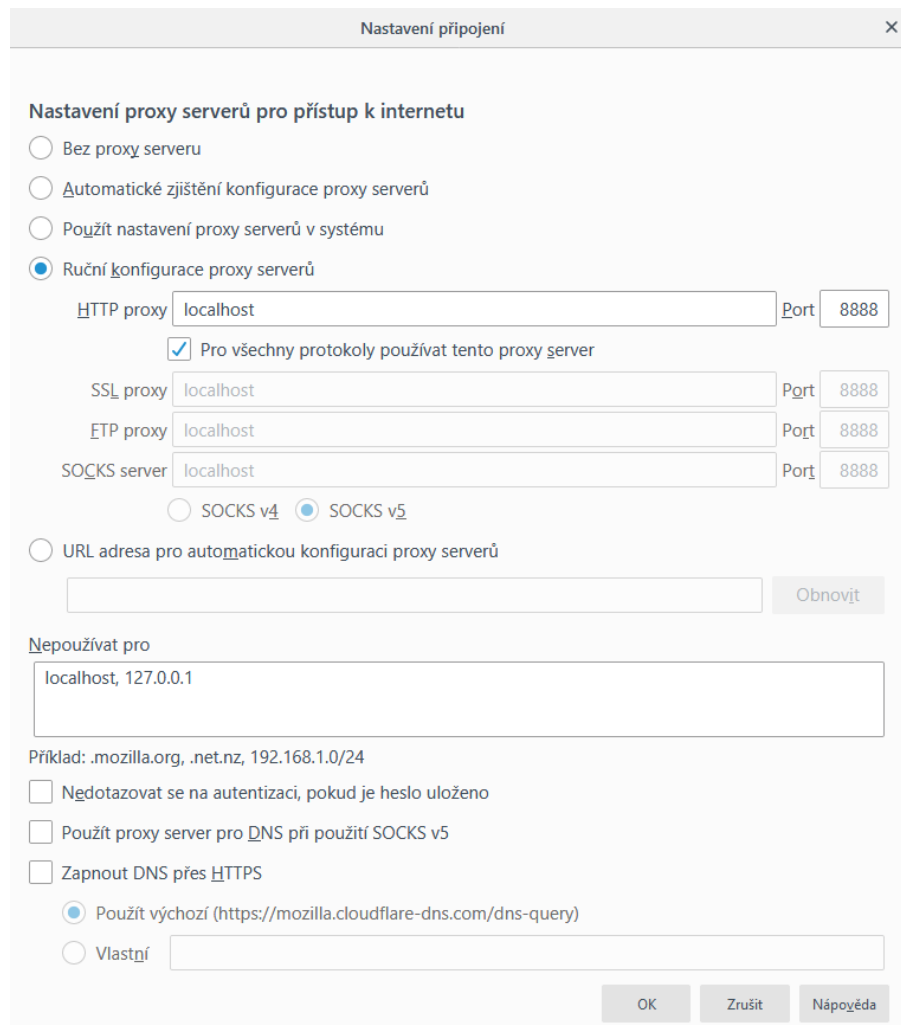 Nastavení připojení
Nastavení proxy serverů pro přístup k internetu
Bez proxy serveru
Automatické zjištění konfigurace proxy serverů
Použít nastavení proxy serverů v systému
Ruční konfigurace proxy serverů
HTTP proxy localhost Port 8888
Pro všechny protokoly používat tento proxy server
SSL proxy localhost Port 8888
FTP proxy localhost Port 8888
SOCKS server localhost Port 8888
SOCKS v4 SOCKS v5
URL adresa pro automatickou konfiguraci proxy serverů
Obnovit
Nepoužívat pro
localhost, 127.0.0.1
Příklad: .mozilla.org, .net.nz, 192.168.1.0/24
Nedotazovat se na autentizaci, pokud je heslo uloženo
Použít proxy server pro DNS při použití SOCKS v5
Zapnout DNS přes HTTPS
Použít výchozí (https://mozilla.cloudflare-dns.com/dns-query)
Vlastní
OK Zrušit Nápověda